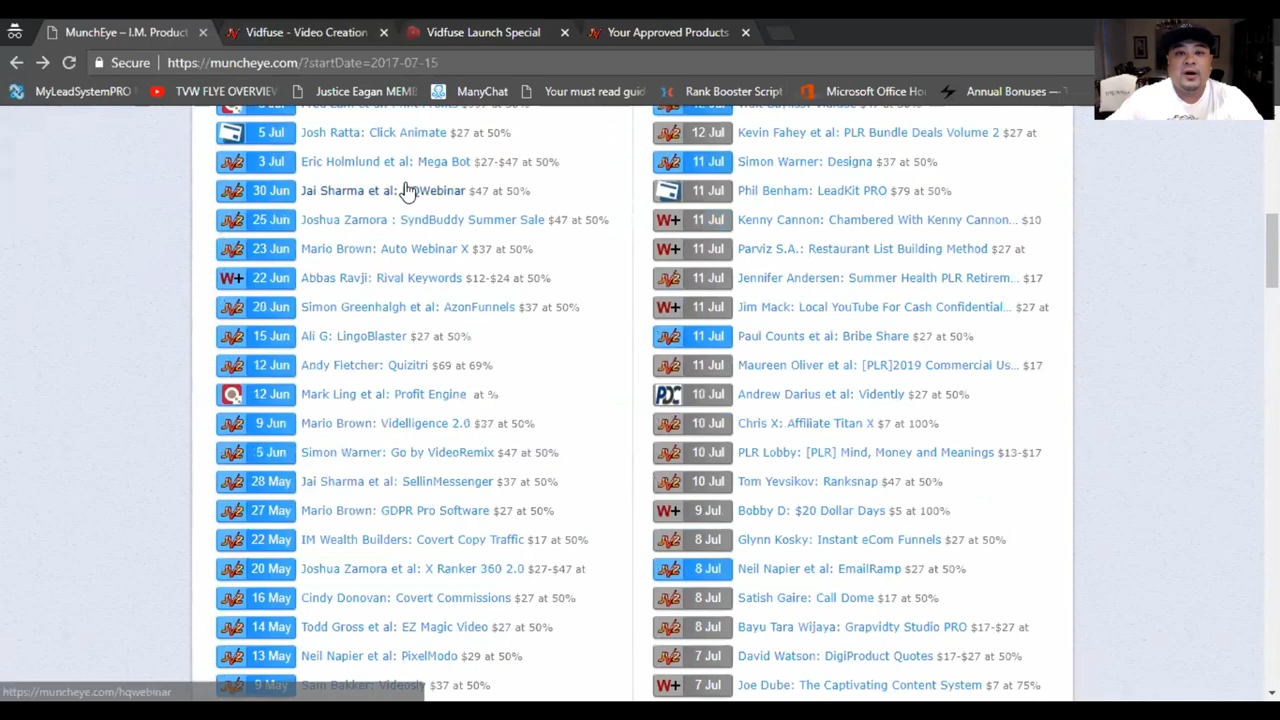 MunchEye – I.M. Product
Vidfuse - Video Creation
Vidfuse Launch Special
Your Approved Products
Secure
https://muncheye.com/?startDate=2017-07-15
MyLeadSystemPRO
TVW FLYE OVERVIEW
Justice Eagan MEMB
ManyChat
Your must read guid
Rank Booster Script
Microsoft Office Ho
Annual Bonuses —
5 Jul Josh Ratta: Click Animate $27 at 50%
3 Jul Eric Holmlund et al: Mega Bot $27-$47 at 50%
30 Jun Jai Sharma et al: Webinar $47 at 50%
25 Jun Joshua Zamora : SyndBuddy Summer Sale $47 at 50%
23 Jun Mario Brown: Auto Webinar X $37 at 50%
W+ 22 Jun Abbas Ravji: Rival Keywords $12-$24 at 50%
20 Jun Simon Greenhalgh et al: AzonFunnels $37 at 50%
15 Jun Ali G: LingoBlaster $27 at 50%
12 Jun Andy Fletcher: Quizitri $69 at 69%
12 Jun Mark Ling et al: Profit Engine at %
9 Jun Mario Brown: Videlligence 2.0 $37 at 50%
5 Jun Simon Warner: Go by VideoRemix $47 at 50%
28 May Jai Sharma et al: SellinMessenger $37 at 50%
27 May Mario Brown: GDPR Pro Software $27 at 50%
22 May IM Wealth Builders: Covert Copy Traffic $17 at 50%
20 May Joshua Zamora et al: X Ranker 360 2.0 $27-$47 at
16 May Cindy Donovan: Covert Commissions $27 at 50%
14 May Todd Gross et al: EZ Magic Video $27 at 50%
13 May Neil Napier et al: PixelModo $29 at 50%
9 May Sam Bakker: Videosly $37 at 50%
12 Jul Kevin Fahey et al: PLR Bundle Deals Volume 2 $27 at
11 Jul Simon Warner: Designa $37 at 50%
11 Jul Phil Benham: LeadKit PRO $79 at 50%
W+ 11 Jul Kenny Cannon: Chambered With Kenny Cannon... $10
W+ 11 Jul Parviz S.A.: Restaurant List Building Method $27 at
11 Jul Jennifer Andersen: Summer Health PLR Retirem... $17
W+ 11 Jul Jim Mack: Local YouTube For Cash Confidential... $27 at
11 Jul Paul Counts et al: Bribe Share $27 at 50%
11 Jul Maureen Oliver et al: [PLR]2019 Commercial Us... $17
PDC 10 Jul Andrew Darius et al: Vidently $27 at 50%
10 Jul Chris X: Affiliate Titan X $7 at 100%
10 Jul PLR Lobby: [PLR] Mind, Money and Meanings $13-$17
10 Jul Tom Yevsikov: Ranksnap $47 at 50%
W+ 9 Jul Bobby D: $20 Dollar Days $5 at 100%
8 Jul Glynn Kosky: Instant eCom Funnels $27 at 50%
8 Jul Neil Napier et al: EmailRamp $27 at 50%
8 Jul Satish Gaire: Call Dome $17 at 50%
8 Jul Bayu Tara Wijaya: Grapvidty Studio PRO $17-$27 at
7 Jul David Watson: DigiProduct Quotes $17-$27 at 50%
W+ 7 Jul Joe Dube: The Captivating Content System $7 at 75%
https://muncheye.com/hqwebinar